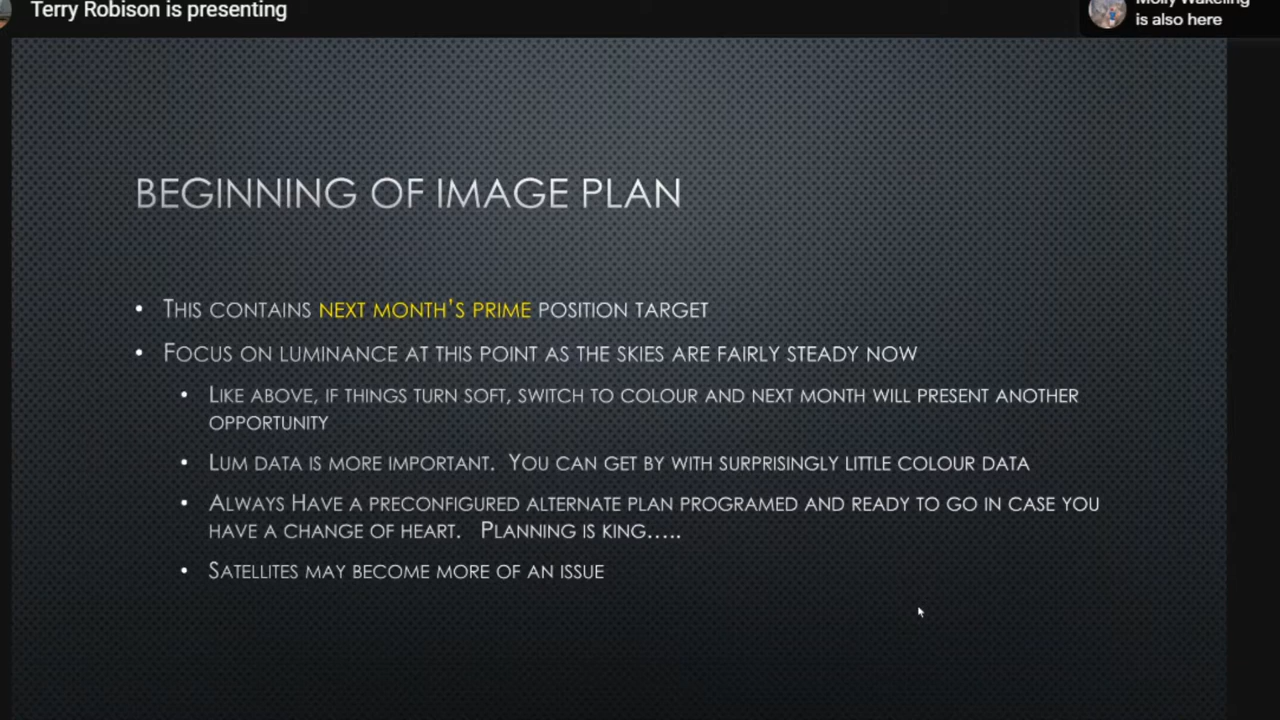 Terry Robison is presenting
is also here
BEGINNING OF IMAGE PLAN
• THIS CONTAINS NEXT MONTH'S PRIME POSITION TARGET
• FOCUS ON LUMINANCE AT THIS POINT AS THE SKIES ARE FAIRLY STEADY NOW
• LIKE ABOVE, IF THINGS TURN SOFT, SWITCH TO COLOUR AND NEXT MONTH WILL PRESENT ANOTHER
OPPORTUNITY
• LUM DATA IS MORE IMPORTANT. YOU CAN GET BY WITH SURPRISINGLY LITTLE COLOUR DATA
• ALWAYS HAVE A PRECONFIGURED ALTERNATE PLAN PROGRAMED AND READY TO GO IN CASE YOU
HAVE A CHANGE OF HEART. PLANNING IS KING…..
• SATELLITES MAY BECOME MORE OF AN ISSUE